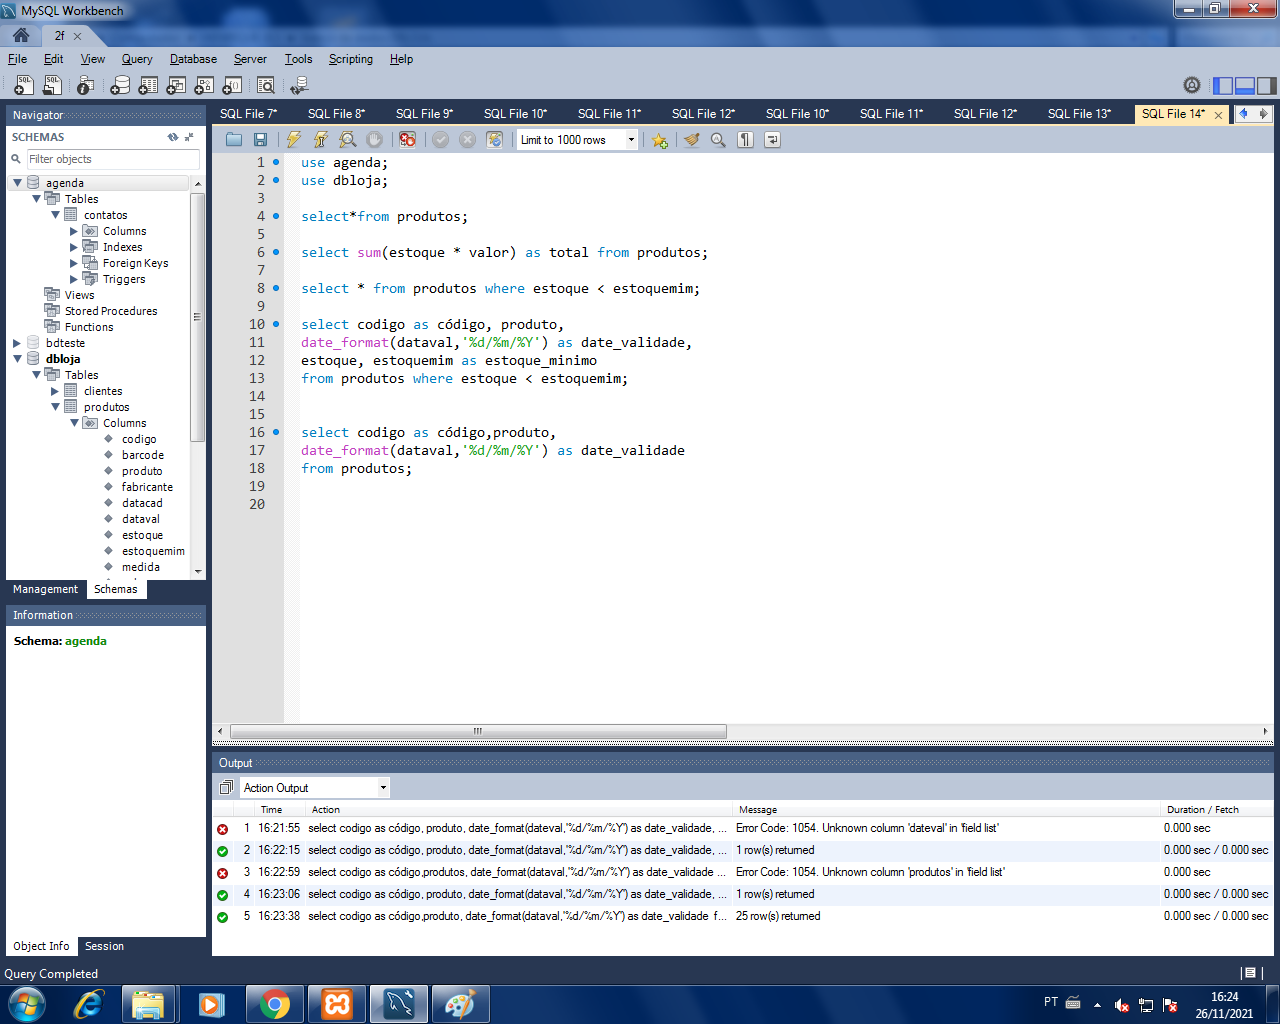 MySQL Workbench
2f
File Edit View Query Database Server Tools Scripting Help
Navigator
SCHEMAS
Filter objects
agenda
Tables
contatos
Columns
Indexes
Foreign Keys
Triggers
Views
Stored Procedures
Functions
bdteste
dbloja
Tables
clientes
produtos
Columns
codigo
barcode
produto
fabricante
datacad
dataval
estoque
estoquemim
medida
Management Schemas
Information
Schema: agenda
Object Info Session
SQL File 7* SQL File 8* SQL File 9* SQL File 10* SQL File 11* SQL File 12* SQL File 10* SQL File 11* SQL File 12* SQL File 13* SQL File 14*
Limit to 1000 rows
1 use agenda;
2 use dbloja;
3
4 select*from produtos;
5
6 select sum(estoque * valor) as total from produtos;
7
8 select * from produtos where estoque < estoquemim;
9
10 select codigo as código, produto,
11 date_format(dataval,'%d/%m/%Y') as date_validade,
12 estoque, estoquemim as estoque_minimo
13 from produtos where estoque < estoquemim;
14
15
16 select codigo as código,produto,
17 date_format(dataval,'%d/%m/%Y') as date_validade
18 from produtos;
19
20
Output
Action Output
Time Action Message Duration / Fetch
1 16:21:55 select codigo as código, produto, date_format(dateval,'%d/%m/%Y') as date_validade, ... Error Code: 1054. Unknown column 'dateval' in 'field list' 0.000 sec
2 16:22:15 select codigo as código, produto, date_format(dataval,'%d/%m/%Y') as date_validade, ... 1 row(s) returned 0.000 sec / 0.000 sec
3 16:22:59 select codigo as código,produtos, date_format(dataval,'%d/%m/%Y') as date_validade ... Error Code: 1054. Unknown column 'produtos' in 'field list' 0.000 sec
4 16:23:06 select codigo as código, produto, date_format(dataval,'%d/%m/%Y') as date_validade, ... 1 row(s) returned 0.000 sec / 0.000 sec
5 16:23:38 select codigo as código,produto, date_format(dataval,'%d/%m/%Y') as date_validade f... 25 row(s) returned 0.000 sec / 0.000 sec
Query Completed
PT
16:24
26/11/2021